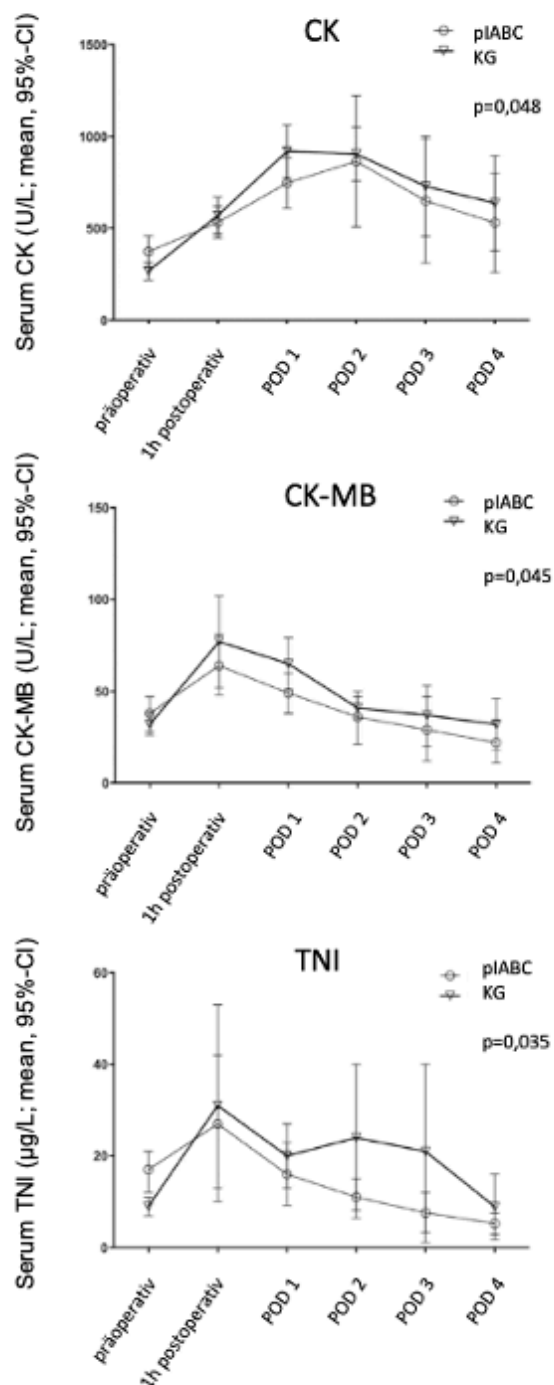 CK
pIABC
KG
p=0,048
Serum CK (U/L; mean, 95%-CI)
1500
1000
500
0
präoperativ
1h postoperativ
POD 1
POD 2
POD 3
POD 4
CK-MB
pIABC
KG
p=0,045
Serum CK-MB (U/L; mean, 95%-CI)
150
100
50
0
präoperativ
1h postoperativ
POD 1
POD 2
POD 3
POD 4
TNI
pIABC
KG
p=0,035
Serum TNI (µg/L; mean, 95%-CI)
60
40
20
0
präoperativ
1h postoperativ
POD 1
POD 2
POD 3
POD 4